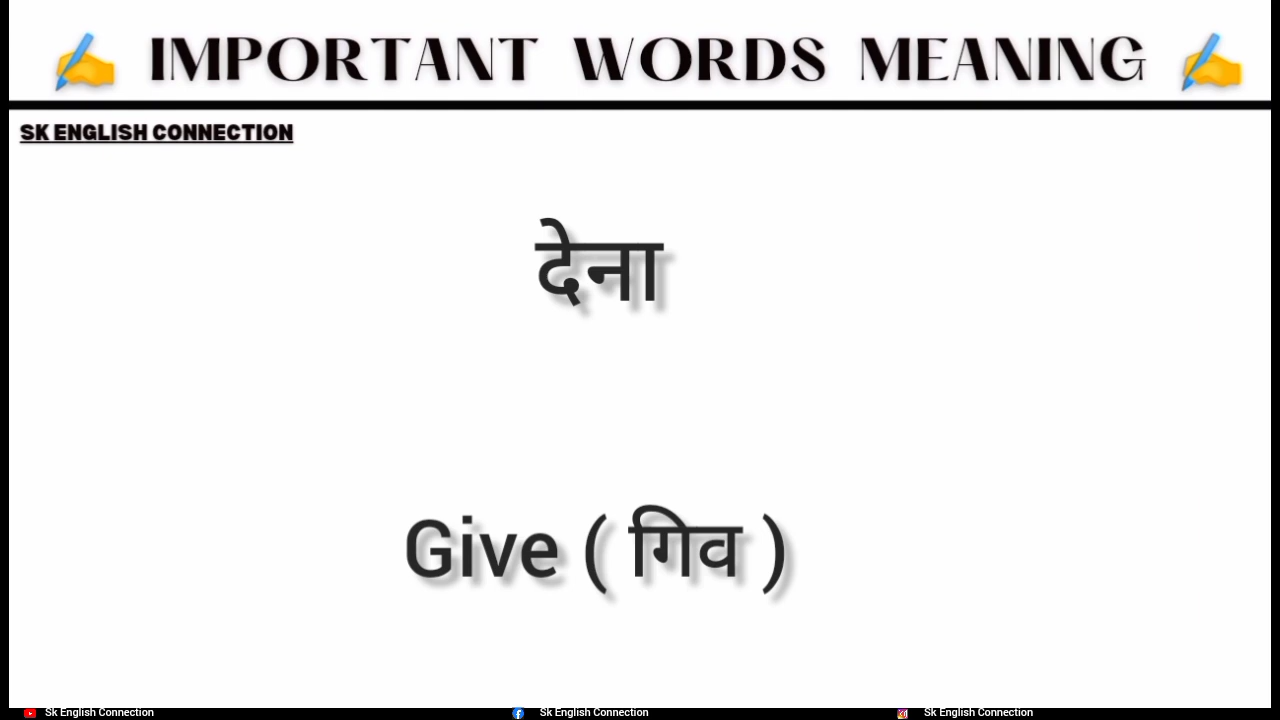 ✍️ IMPORTANT WORDS MEANING ✍️
SK ENGLISH CONNECTION
देना
Give ( गिव )
Sk English Connection Sk English Connection Sk English Connection